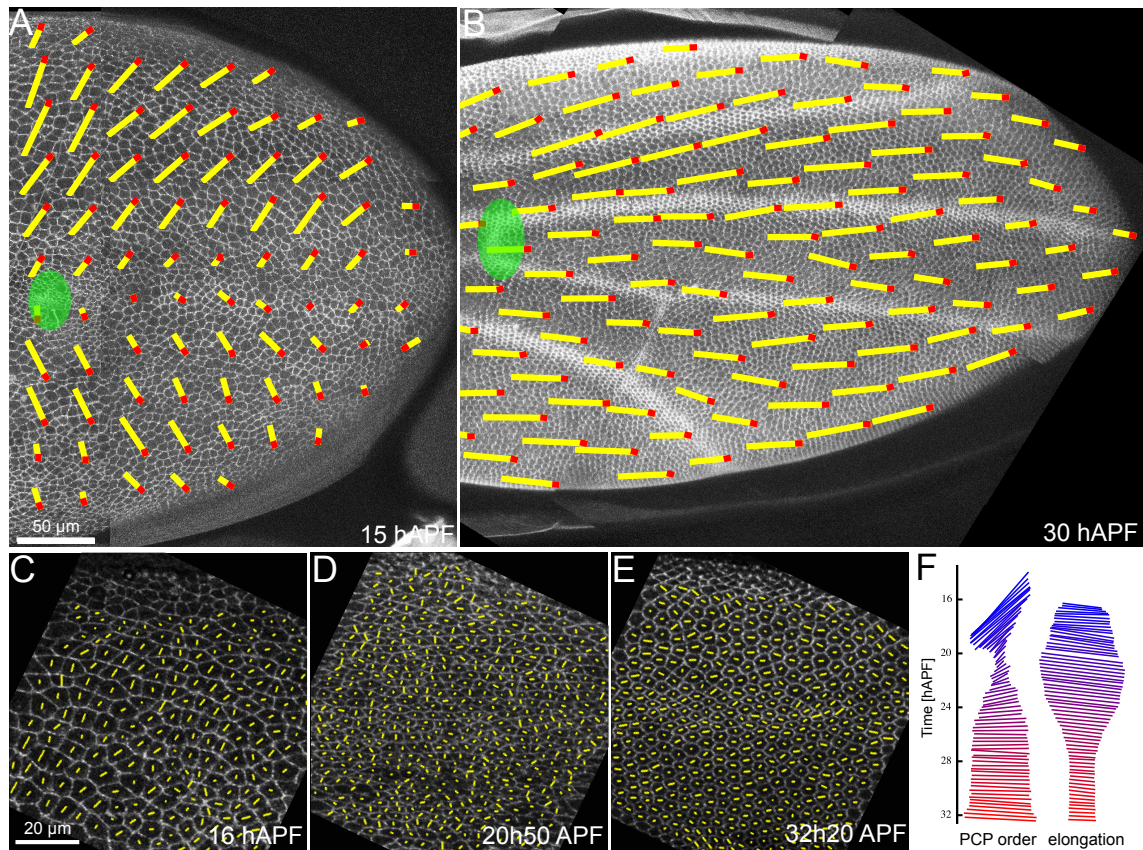 A
50 µm
15 hAPF
B
30 hAPF
C
20 µm
16 hAPF
D
20h50 APF
E
32h20 APF
F
Time [hAPF]
16
20
24
28
32
PCP order
elongation